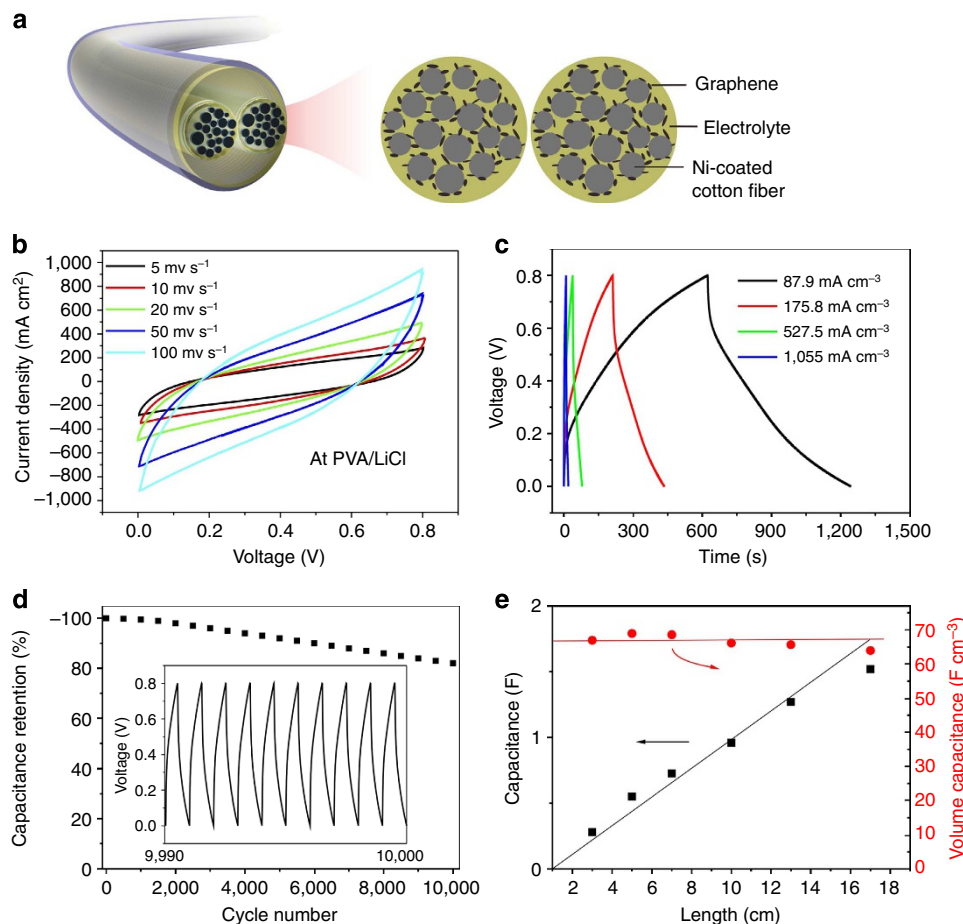 a
Graphene
Electrolyte
Ni-coated
cotton fiber
b
1,000
800
600
400
200
0
−200
−400
−600
−800
−1,000
Current density (mA cm²)
5 mv s⁻¹
10 mv s⁻¹
20 mv s⁻¹
50 mv s⁻¹
100 mv s⁻¹
At PVA/LiCl
0.0 0.2 0.4 0.6 0.8
Voltage (V)
c
0.8
0.6
0.4
0.2
0.0
Voltage (V)
87.9 mA cm⁻³
175.8 mA cm⁻³
527.5 mA cm⁻³
1,055 mA cm⁻³
0 300 600 900 1,200 1,500
Time (s)
d
−100
80
60
40
20
0
Capacitance retention (%)
0.8
0.6
0.4
0.2
0.0
Voltage (V)
9,990 10,000
0 2,000 4,000 6,000 8,000 10,000
Cycle number
e
2
1
0
Capacitance (F)
70
60
50
40
30
20
10
0
Volume capacitance (F cm⁻³)
2 4 6 8 10 12 14 16 18
Length (cm)